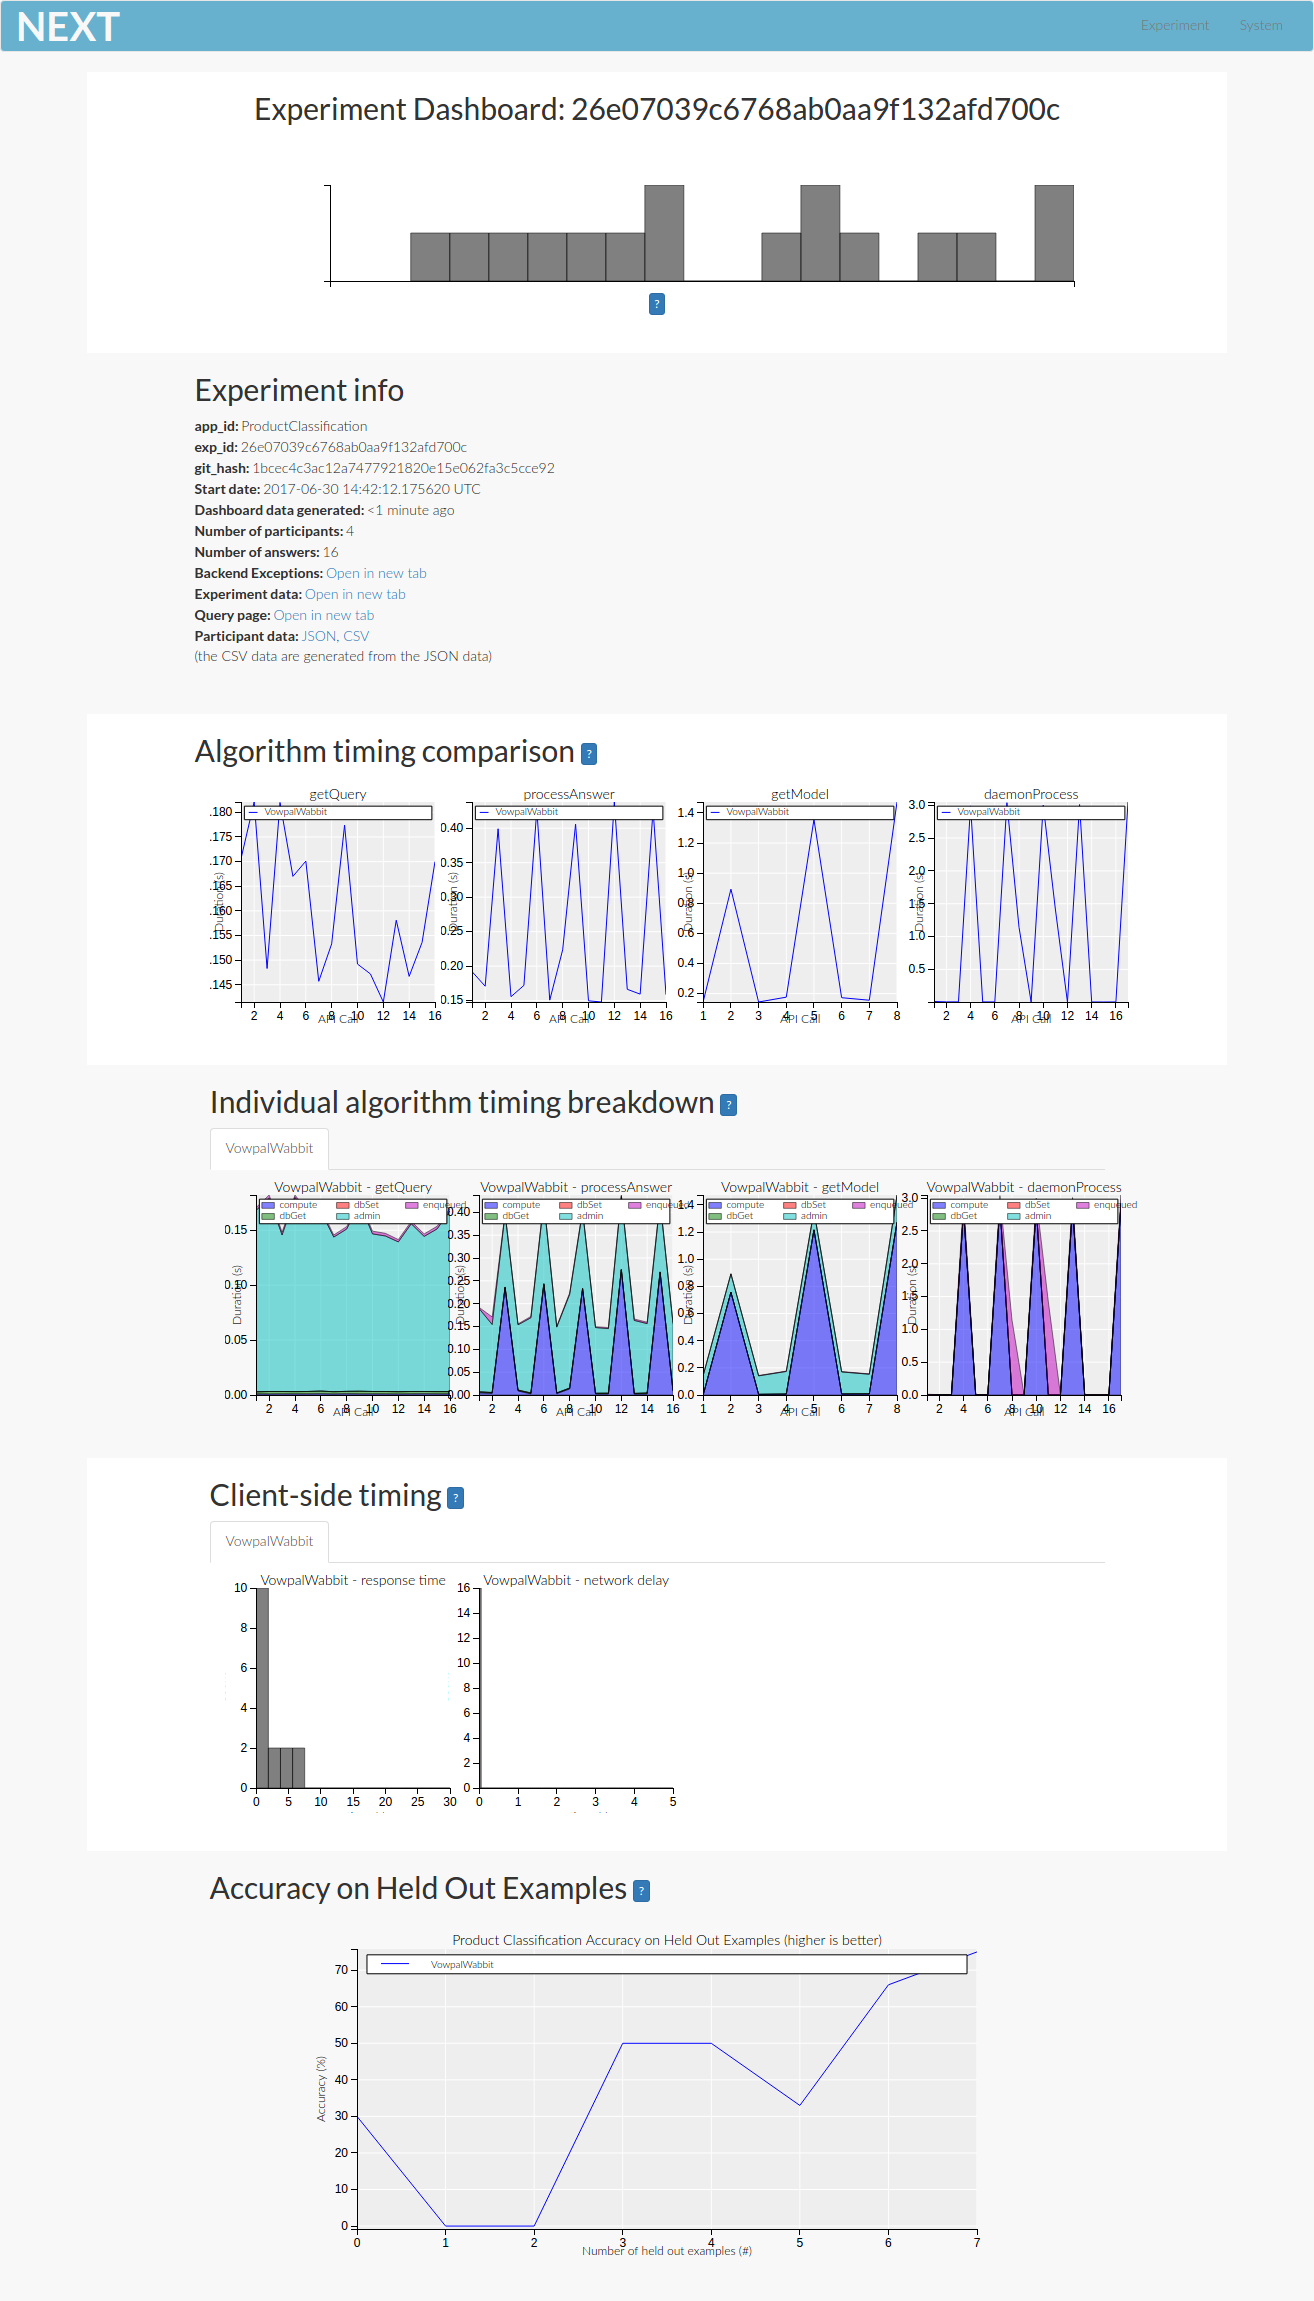 NEXT
Experiment System
Experiment Dashboard: 26e07039c6768ab0aa9f132afd700c
?
Experiment info
app_id: ProductClassification
exp_id: 26e07039c6768ab0aa9f132afd700c
git_hash: 1bcec4c3ac12a7477921820e15e062fa3c5cce92
Start date: 2017-06-30 14:42:12.175620 UTC
Dashboard data generated: <1 minute ago
Number of participants: 4
Number of answers: 16
Backend Exceptions: Open in new tab
Experiment data: Open in new tab
Query page: Open in new tab
Participant data: JSON, CSV
(the CSV data are generated from the JSON data)
Algorithm timing comparison ?
getQuery
VowpalWabbit
.180
.175
.170
.165
.160
.155
.150
.145
Duration (s)
2 4 6 8 10 12 14 16
API Call
processAnswer
VowpalWabbit
0.40
0.35
0.30
0.25
0.20
0.15
Duration (s)
2 4 6 8 10 12 14 16
API Call
getModel
VowpalWabbit
1.4
1.2
1.0
0.8
0.6
0.4
0.2
Duration (s)
1 2 3 4 5 6 7 8
API Call
daemonProcess
VowpalWabbit
3.0
2.5
2.0
1.5
1.0
0.5
Duration (s)
2 4 6 8 10 12 14 16
API Call
Individual algorithm timing breakdown ?
VowpalWabbit
VowpalWabbit - getQuery
compute dbSet enqueued
dbGet admin
0.15
0.10
0.05
0.00
Duration (s)
2 4 6 8 10 12 14 16
API Call
VowpalWabbit - processAnswer
compute dbSet enqueued
dbGet admin
0.40
0.35
0.30
0.25
0.20
0.15
0.10
0.05
0.00
Duration (s)
2 4 6 8 10 12 14 16
API Call
VowpalWabbit - getModel
compute dbSet enqueued
dbGet admin
1.4
1.2
1.0
0.8
0.6
0.4
0.2
0.0
Duration (s)
1 2 3 4 5 6 7 8
API Call
VowpalWabbit - daemonProcess
compute dbSet enqueued
dbGet admin
3.0
2.5
2.0
1.5
1.0
0.5
0.0
Duration (s)
2 4 6 8 10 12 14 16
API Call
Client-side timing ?
VowpalWabbit
VowpalWabbit - response time
10
8
6
4
2
0
0 5 10 15 20 25 30
VowpalWabbit - network delay
16
14
12
10
8
6
4
2
0
0 1 2 3 4 5
Accuracy on Held Out Examples ?
Product Classification Accuracy on Held Out Examples (higher is better)
VowpalWabbit
70
60
50
40
30
20
10
0
Accuracy (%)
0 1 2 3 4 5 6 7
Number of held out examples (#)